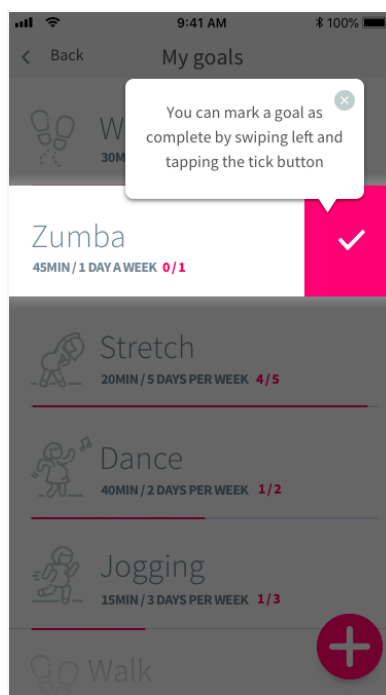 9:41 AM
100%
Back
My goals
You can mark a goal as
complete by swiping left and
tapping the tick button
Zumba
45MIN / 1 DAY A WEEK 0 / 1
Stretch
20MIN / 5 DAYS PER WEEK 4 / 5
Dance
40MIN / 2 DAYS PER WEEK 1 / 2
Jogging
15MIN / 3 DAYS PER WEEK 1 / 3
Walk